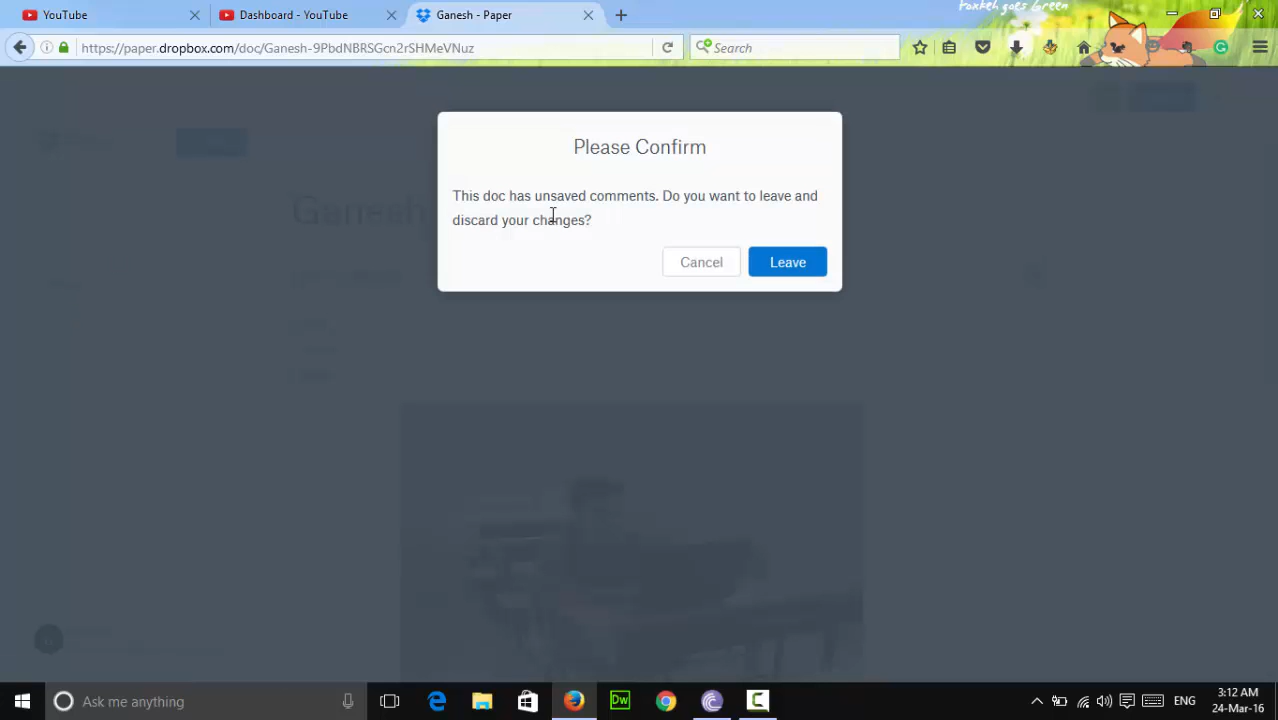 foxkeh goes Green
YouTube
Dashboard - YouTube
Ganesh - Paper
https://paper.dropbox.com/doc/Ganesh-9PbdNBRSGcn2rSHMeVNuz
Search
Please Confirm
This doc has unsaved comments. Do you want to leave and
discard your changes?
Cancel
Leave
Ganesh
Ask me anything
Dw
ENG
3:12 AM
24-Mar-16